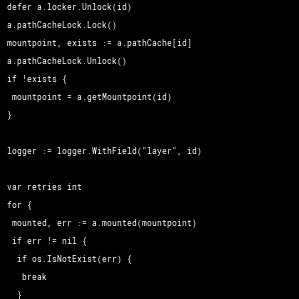 defer a.locker.Unlock(id)
a.pathCacheLock.Lock()
mountpoint, exists := a.pathCache[id]
a.pathCacheLock.Unlock()
if !exists {
mountpoint = a.getMountpoint(id)
}
logger := logger.WithField("layer", id)
var retries int
for {
mounted, err := a.mounted(mountpoint)
if err != nil {
if os.IsNotExist(err) {
break
}